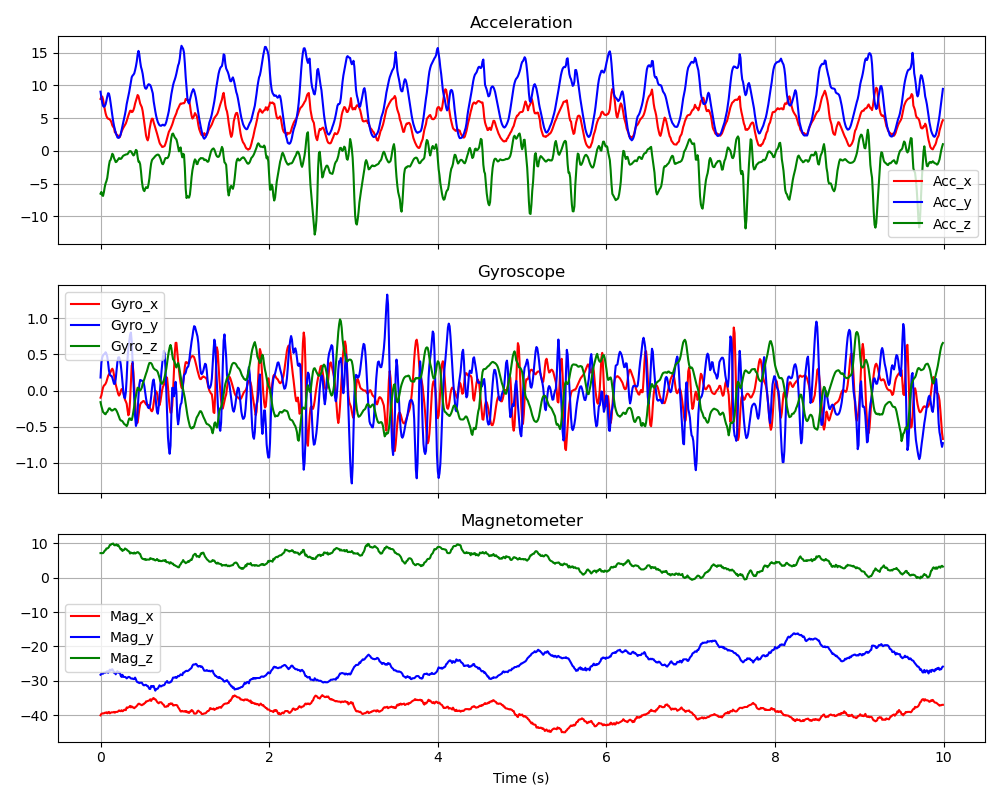 Acceleration
15
10
5
0
−5
−10
Acc_x
Acc_y
Acc_z
Gyroscope
1.0
0.5
0.0
−0.5
−1.0
Gyro_x
Gyro_y
Gyro_z
Magnetometer
10
0
−10
−20
−30
−40
Mag_x
Mag_y
Mag_z
0 2 4 6 8 10
Time (s)